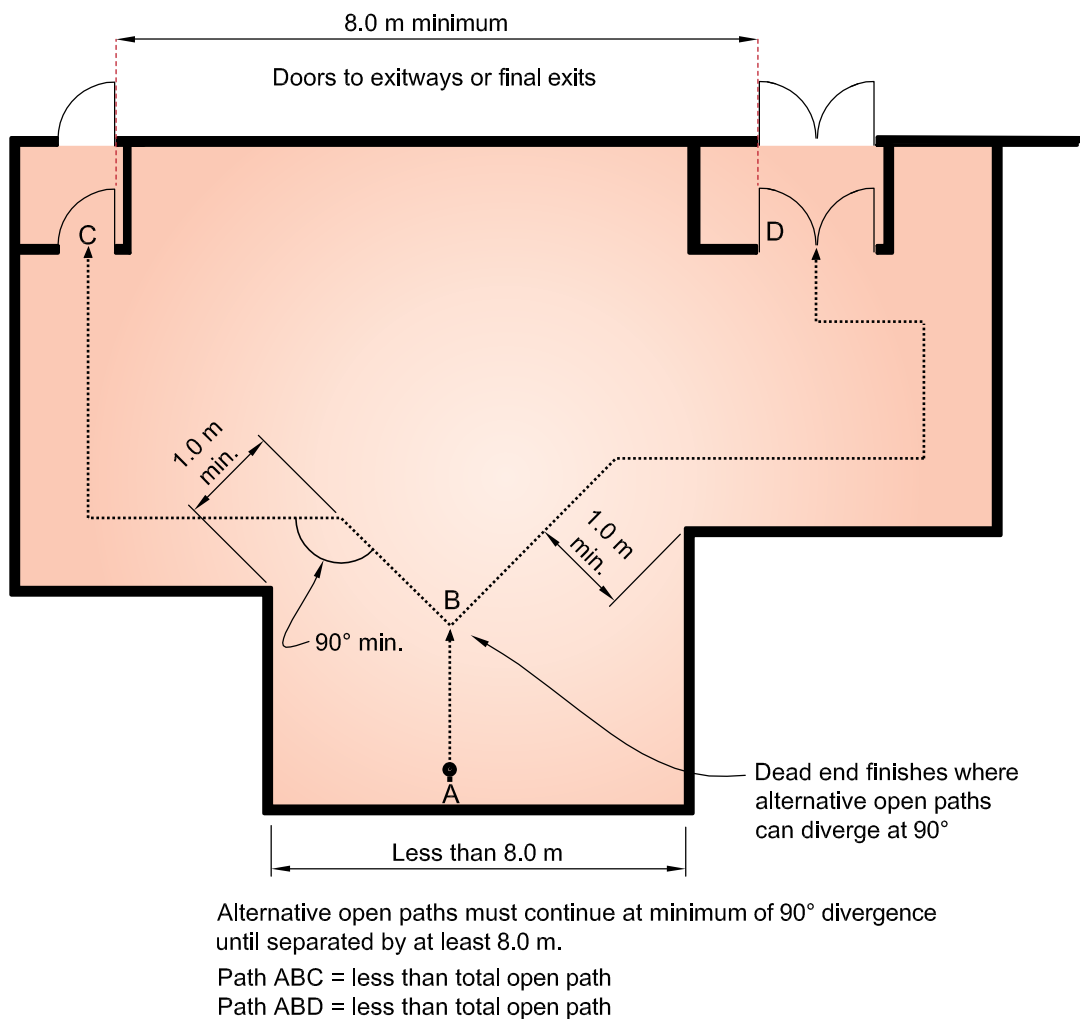 8.0 m minimum
Doors to exitways or final exits
C
D
1.0 m
min.
1.0 m
min.
B
90° min.
A
Dead end finishes where
alternative open paths
can diverge at 90°
Less than 8.0 m
Alternative open paths must continue at minimum of 90° divergence
until separated by at least 8.0 m.
Path ABC = less than total open path
Path ABD = less than total open path